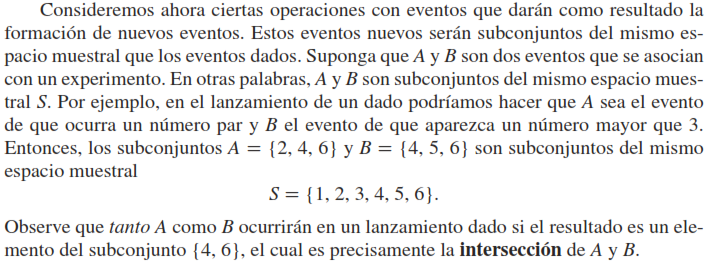 Consideremos ahora ciertas operaciones con eventos que darán como resultado la
formación de nuevos eventos. Estos eventos nuevos serán subconjuntos del mismo es-
pacio muestral que los eventos dados. Suponga que A y B son dos eventos que se asocian
con un experimento. En otras palabras, A y B son subconjuntos del mismo espacio mues-
tral S. Por ejemplo, en el lanzamiento de un dado podríamos hacer que A sea el evento
de que ocurra un número par y B el evento de que aparezca un número mayor que 3.
Entonces, los subconjuntos A = {2, 4, 6} y B = {4, 5, 6} son subconjuntos del mismo
espacio muestral
S = {1, 2, 3, 4, 5, 6}.
Observe que tanto A como B ocurrirán en un lanzamiento dado si el resultado es un ele-
mento del subconjunto {4, 6}, el cual es precisamente la intersección de A y B.